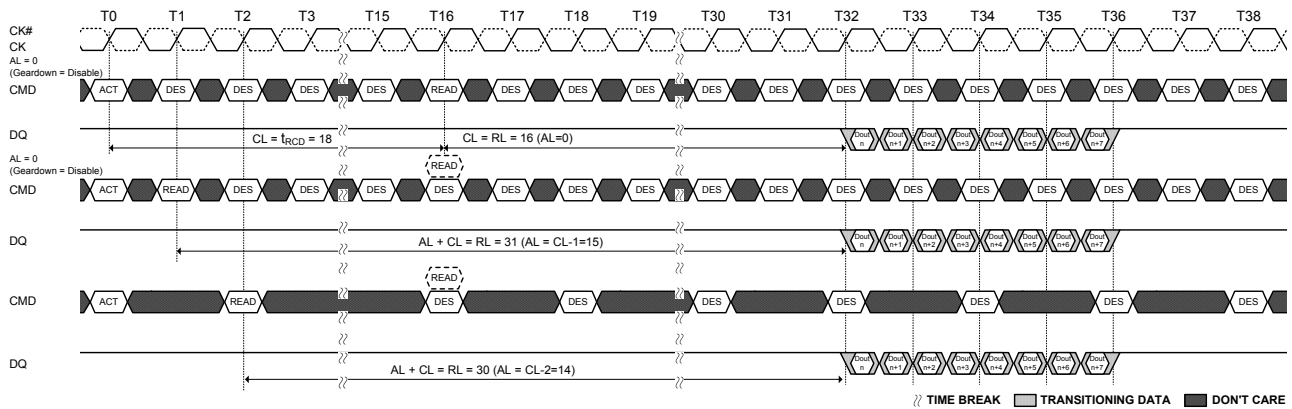 T0 T1 T2 T3 T15 T16 T17 T18 T19 T30 T31 T32 T33 T34 T35 T36 T37 T38
CK#
CK
AL = 0
(Geardown = Disable)
CMD ACT DES DES DES DES READ DES DES DES DES DES DES DES DES DES DES DES DES
DQ Dout n Dout n+1 Dout n+2 Dout n+3 Dout n+4 Dout n+5 Dout n+6 Dout n+7
CL = tRCD = 18 CL = RL = 16 (AL=0)
AL = 0
(Geardown = Disable)
READ
CMD ACT READ DES DES DES DES DES DES DES DES DES DES DES DES DES DES DES DES
DQ Dout n Dout n+1 Dout n+2 Dout n+3 Dout n+4 Dout n+5 Dout n+6 Dout n+7
AL + CL = RL = 31 (AL = CL-1=15)
READ
CMD ACT READ DES DES DES DES DES DES DES
DQ Dout n Dout n+1 Dout n+2 Dout n+3 Dout n+4 Dout n+5 Dout n+6 Dout n+7
AL + CL = RL = 30 (AL = CL-2=14)
TIME BREAK TRANSITIONING DATA DON'T CARE